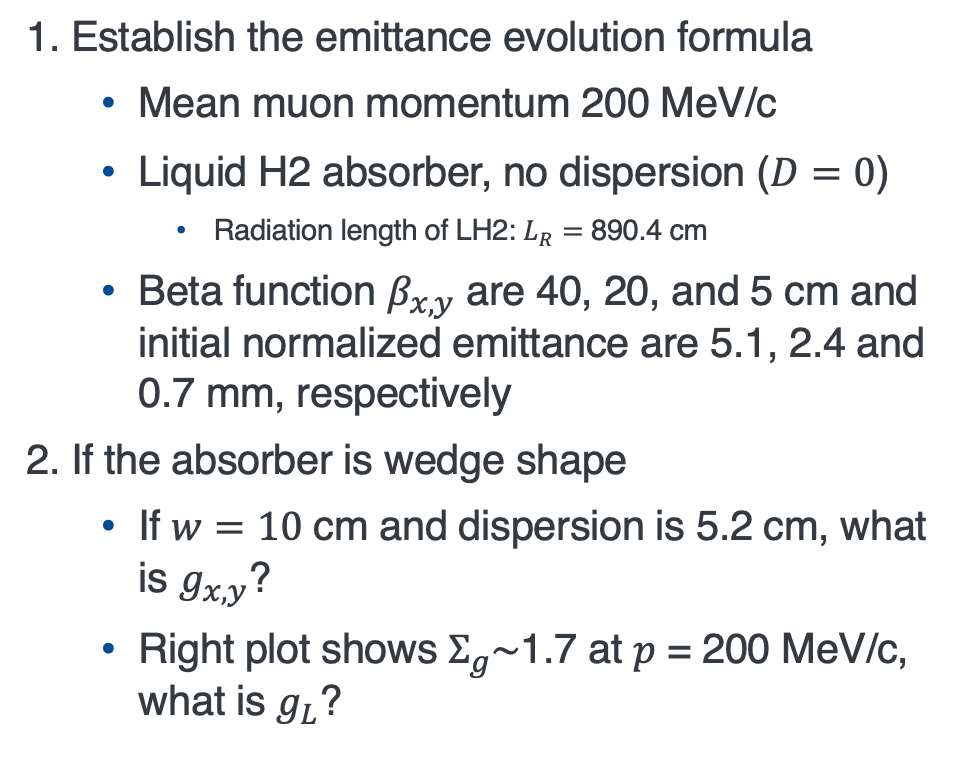 1. Establish the emittance evolution formula
• Mean muon momentum 200 MeV/c
• Liquid H2 absorber, no dispersion (𝐷 = 0)
• Radiation length of LH2: 𝐿_𝑅 = 890.4 cm
• Beta function 𝛽_{𝑥,𝑦} are 40, 20, and 5 cm and
initial normalized emittance are 5.1, 2.4 and
0.7 mm, respectively
2. If the absorber is wedge shape
• If 𝑤 = 10 cm and dispersion is 5.2 cm, what
is 𝑔_{𝑥,𝑦}?
• Right plot shows Σ_𝑔~1.7 at 𝑝 = 200 MeV/c,
what is 𝑔_𝐿?